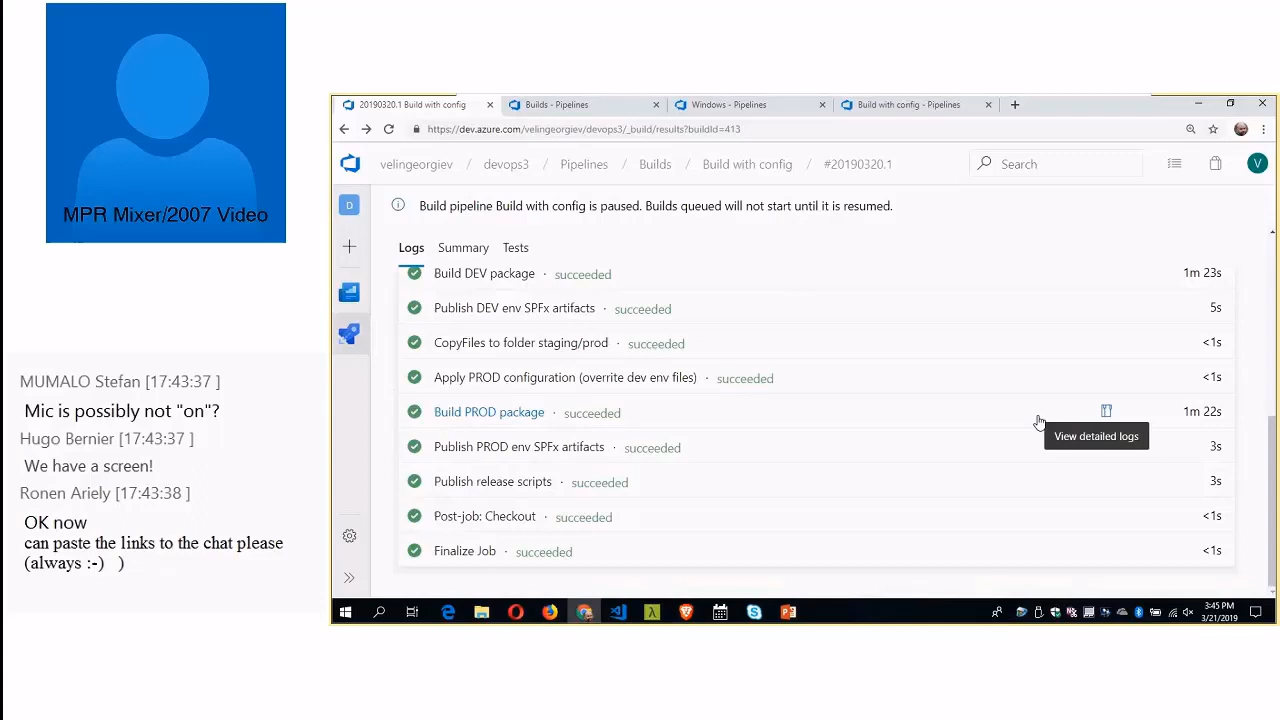 MPR Mixer/2007 Video
MUMALO Stefan [17:43:37 ]
Mic is possibly not "on"?
Hugo Bernier [17:43:37 ]
We have a screen!
Ronen Ariely [17:43:38 ]
OK now
can paste the links to the chat please
(always :-)   )
20190320.1 Build with config
Builds - Pipelines
Windows - Pipelines
Build with config - Pipelines
https://dev.azure.com/velingeorgiev/devops3/_build/results?buildId=413
velingeorgiev / devops3 / Pipelines / Builds / Build with config / #20190320.1
Search
V
D
Build pipeline Build with config is paused. Builds queued will not start until it is resumed.
Logs Summary Tests
Build DEV package · succeeded 1m 23s
Publish DEV env SPFx artifacts · succeeded 5s
CopyFiles to folder staging/prod · succeeded <1s
Apply PROD configuration (override dev env files) · succeeded <1s
Build PROD package · succeeded 1m 22s
View detailed logs
Publish PROD env SPFx artifacts · succeeded 3s
Publish release scripts · succeeded 3s
Post-job: Checkout · succeeded <1s
Finalize Job · succeeded <1s
3:45 PM
3/21/2019